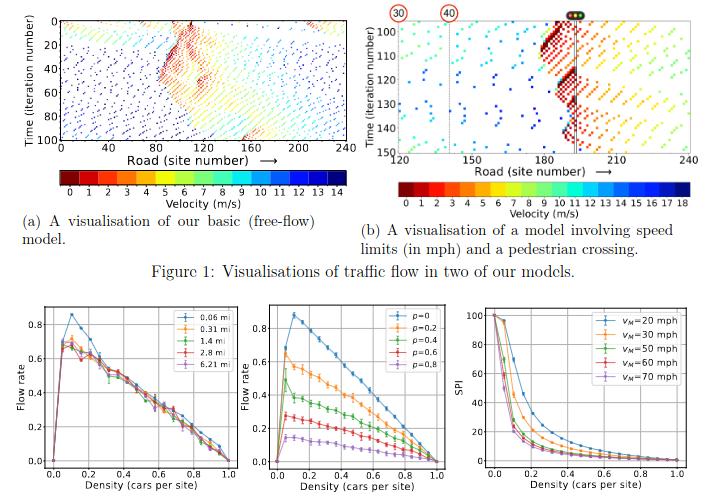 30
40
0
20
40
60
80
100
Time (iteration number)
0 40 80 120 160 200 240
Road (site number) →
0 1 2 3 4 5 6 7 8 9 10 11 12 13 14
Velocity (m/s)
(a) A visualisation of our basic (free-flow)
model.
100
110
120
130
140
150
Time (iteration number)
120 150 180 210 240
Road (site number) →
0 1 2 3 4 5 6 7 8 9 10 11 12 13 14 15 16 17 18
Velocity (m/s)
(b) A visualisation of a model involving speed
limits (in mph) and a pedestrian crossing.
Figure 1: Visualisations of traffic flow in two of our models.
0.8
0.6
0.4
0.2
0.0
Flow rate
0.06 mi
0.31 mi
1.4 mi
2.8 mi
6.21 mi
0.0 0.2 0.4 0.6 0.8 1.0
Density (cars per site)
0.8
0.6
0.4
0.2
0.0
Flow rate
p=0
p=0.2
p=0.4
p=0.6
p=0.8
0.0 0.2 0.4 0.6 0.8 1.0
Density (cars per site)
100
80
60
40
20
0
SPI
v_M=20 mph
v_M=30 mph
v_M=50 mph
v_M=60 mph
v_M=70 mph
0.0 0.2 0.4 0.6 0.8 1.0
Density (cars per site)